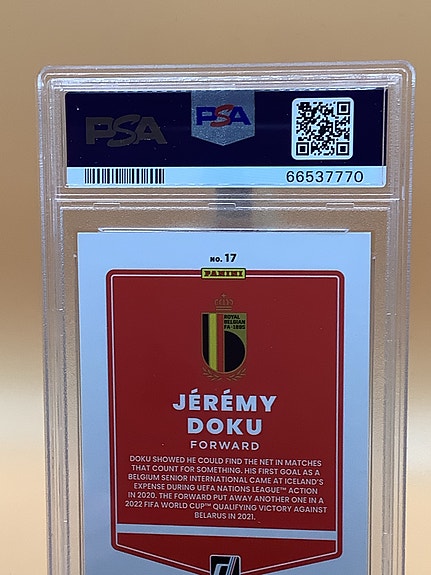 PSA
PSA
66537770
NO. 17
PANINI
ROYAL
BELGIAN
FA·1895
JÉRÉMY
DOKU
FORWARD
DOKU SHOWED HE COULD FIND THE NET IN MATCHES
THAT COUNT FOR SOMETHING. HIS FIRST GOAL AS A
BELGIUM SENIOR INTERNATIONAL CAME AT ICELAND'S
EXPENSE DURING UEFA NATIONS LEAGUE™ ACTION
IN 2020. THE FORWARD PUT AWAY ANOTHER ONE IN A
2022 FIFA WORLD CUP™ QUALIFYING VICTORY AGAINST
BELARUS IN 2021.